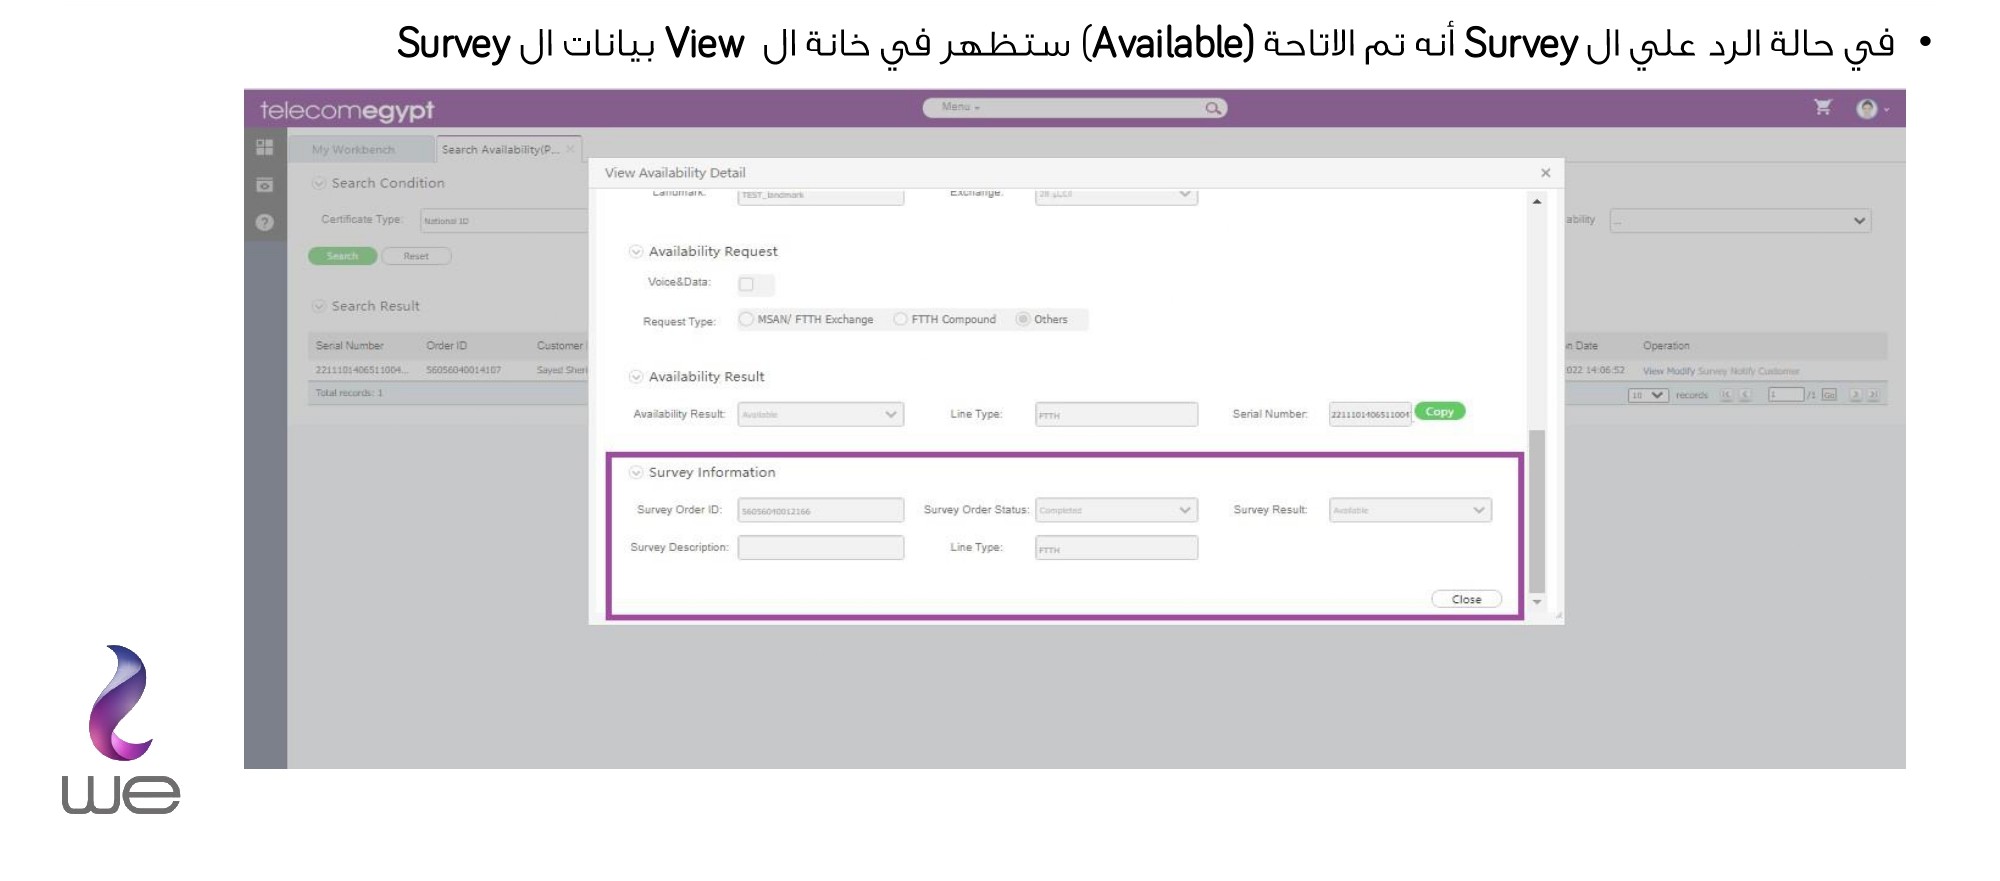 • في حالة الرد علي ال Survey أنه تم الاتاحة (Available) ستظهر في خانة ال View بيانات ال Survey
telecomegypt
Menu
My Workbench
Search Availability(P...
Search Condition
Certificate Type:
National ID
ability
...
Search
Reset
Search Result
Serial Number
Order ID
Customer
n Date
Operation
2211101406511004...
56056040014107
Sayed Sheri
022 14:06:52
View Modify Survey Notify Customer
Total records: 1
10
records
1
/1
Go
View Availability Detail
Landmark:
TEST_landmark
Exchange:
Availability Request
Voice&Data:
Request Type:
MSAN/ FTTH Exchange
FTTH Compound
Others
Availability Result
Availability Result:
Available
Line Type:
FTTH
Serial Number:
2211101406511004
Copy
Survey Information
Survey Order ID:
56056040012166
Survey Order Status:
Completed
Survey Result:
Available
Survey Description:
Line Type:
FTTH
Close
we